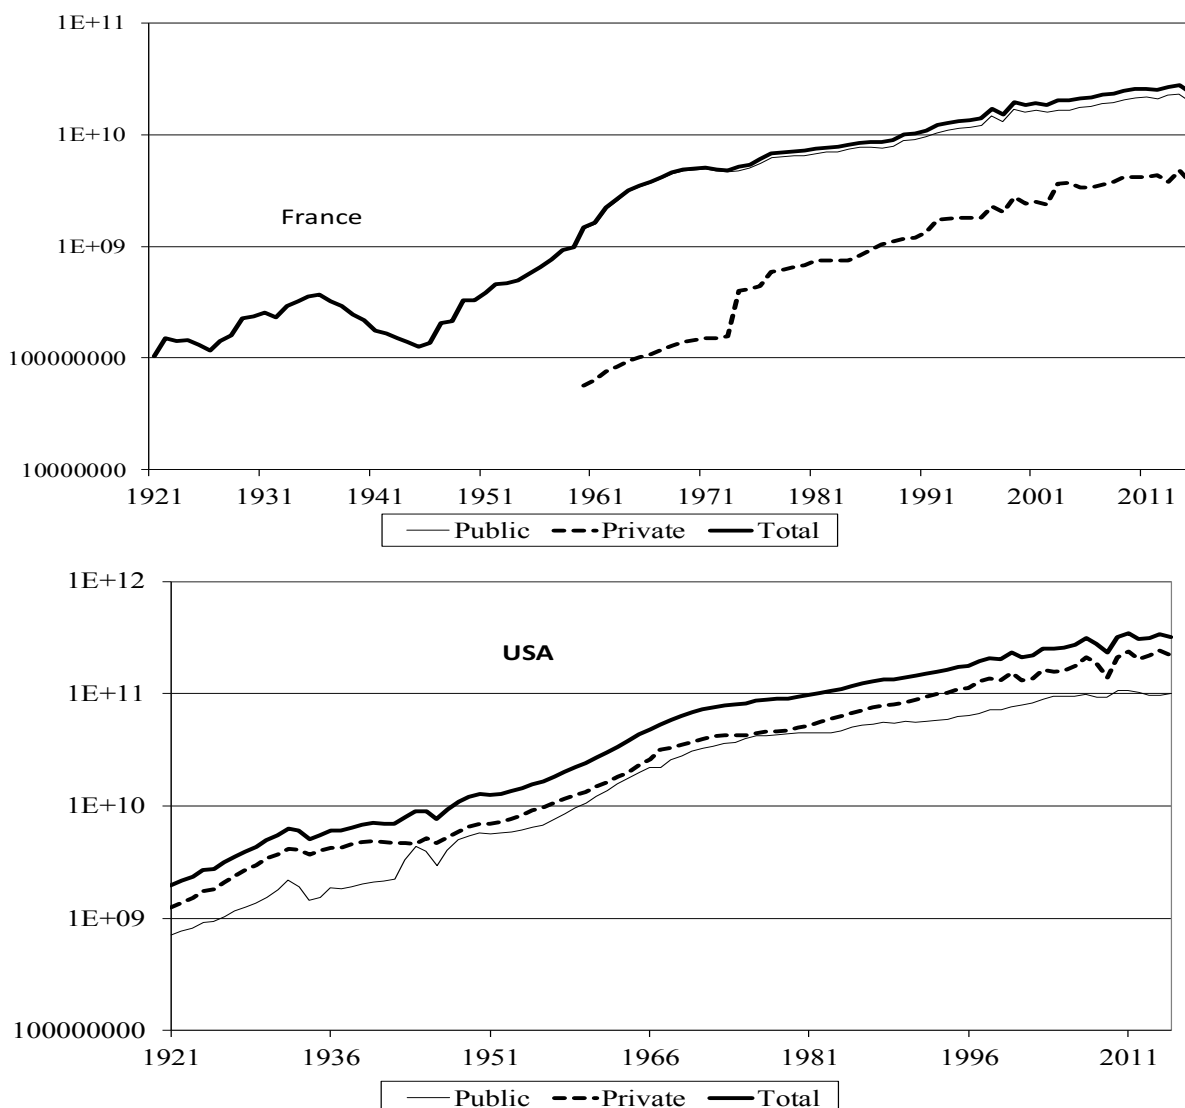 1E+11
1E+10
France
1E+09
100000000
10000000
1921 1931 1941 1951 1961 1971 1981 1991 2001 2011
Public Private Total
1E+12
USA
1E+11
1E+10
1E+09
100000000
1921 1936 1951 1966 1981 1996 2011
Public Private Total